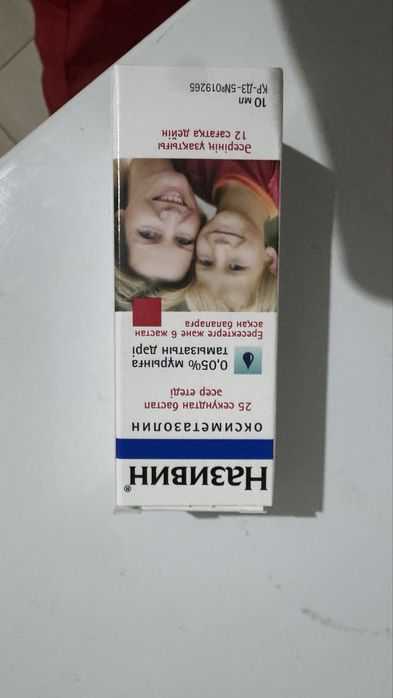 Називин®
оксиметазолин
25 секундтан бастап
әсер етеді
0,05% мұрынға
тамызатын дәрі
Ересектерге және 6 жастан
асқан балаларға
Әсерінің ұзақтығы
12 сағатқа дейін
10 мл
ҚР-ДЗ-5№019265